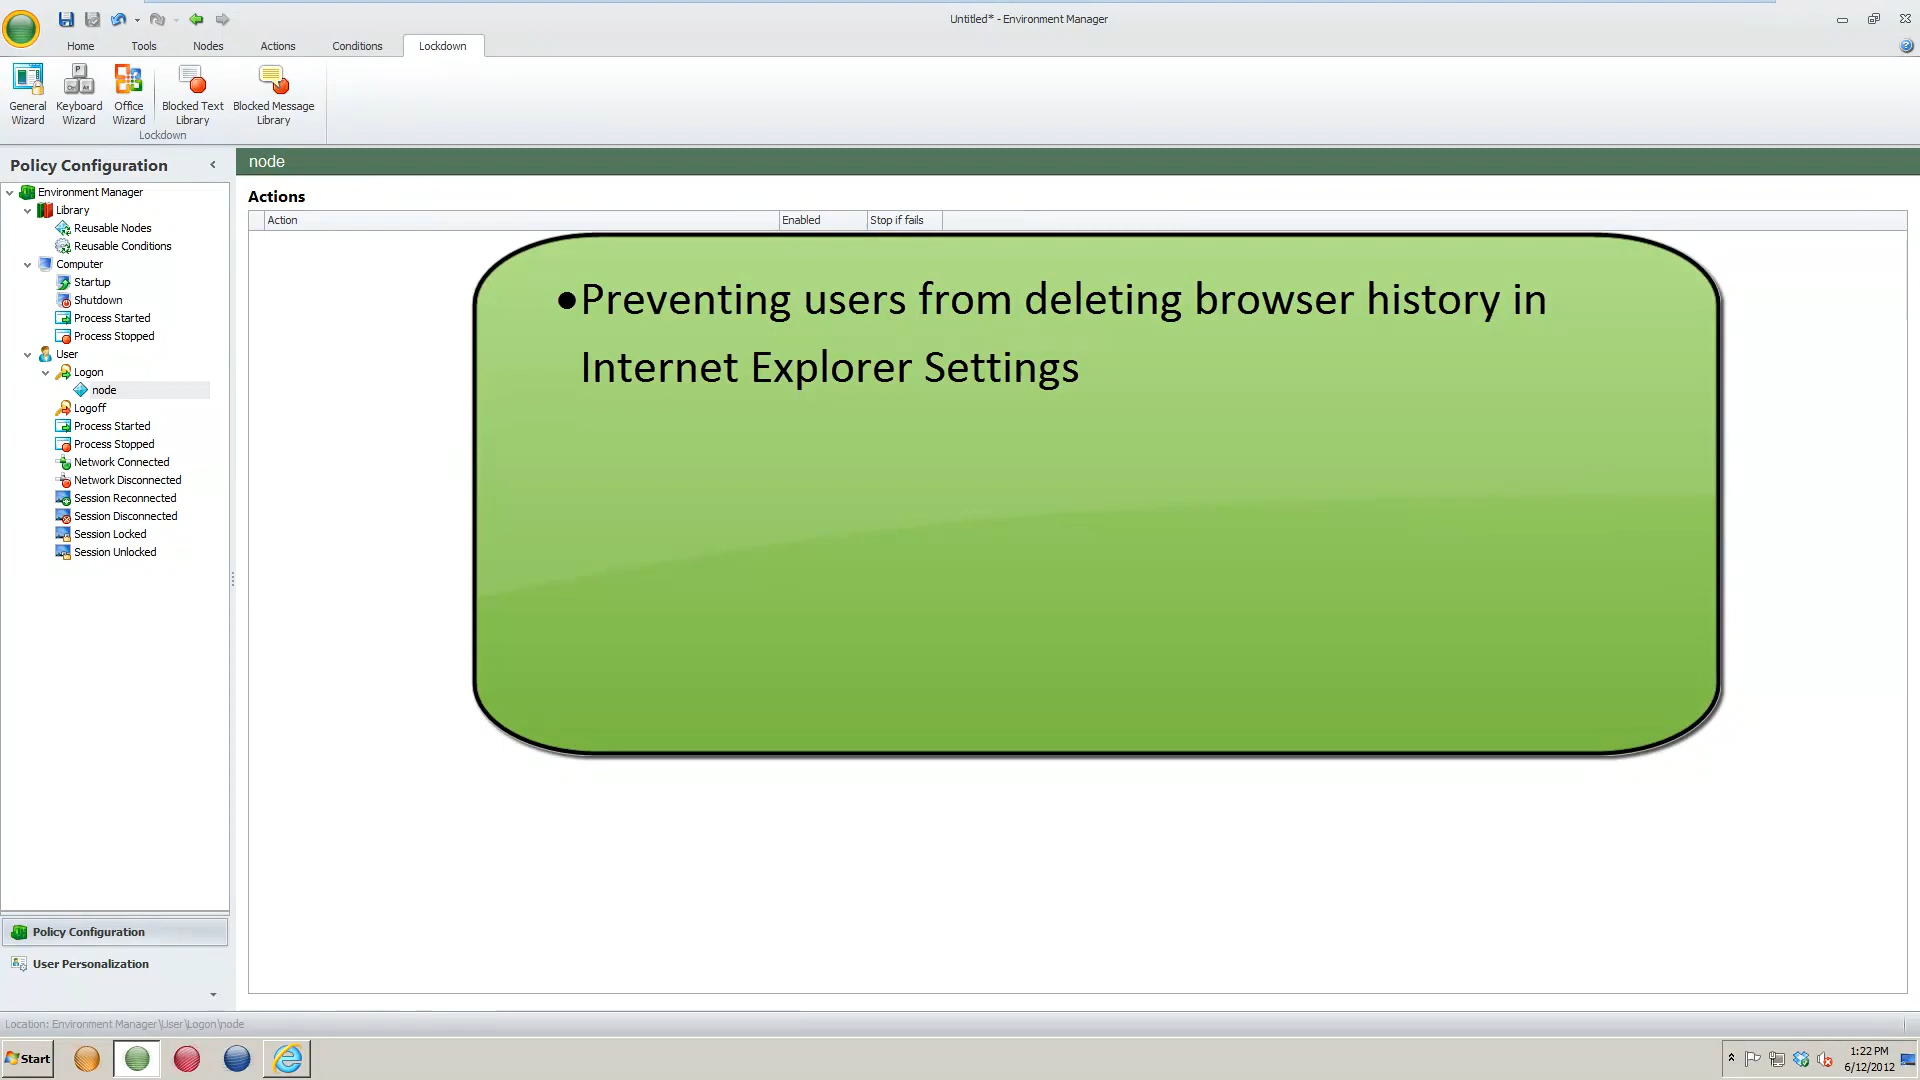 Untitled* - Environment Manager
Home Tools Nodes Actions Conditions Lockdown
General Wizard
Keyboard Wizard
Office Wizard
Blocked Text Library
Blocked Message Library
Lockdown
Policy Configuration
node
Environment Manager
Library
Reusable Nodes
Reusable Conditions
Computer
Startup
Shutdown
Process Started
Process Stopped
User
Logon
node
Logoff
Process Started
Process Stopped
Network Connected
Network Disconnected
Session Reconnected
Session Disconnected
Session Locked
Session Unlocked
Actions
Action Enabled Stop if fails
•Preventing users from deleting browser history in
Internet Explorer Settings
Policy Configuration
User Personalization
Location: Environment Manager\User\Logon\node
Start
1:22 PM
6/12/2012